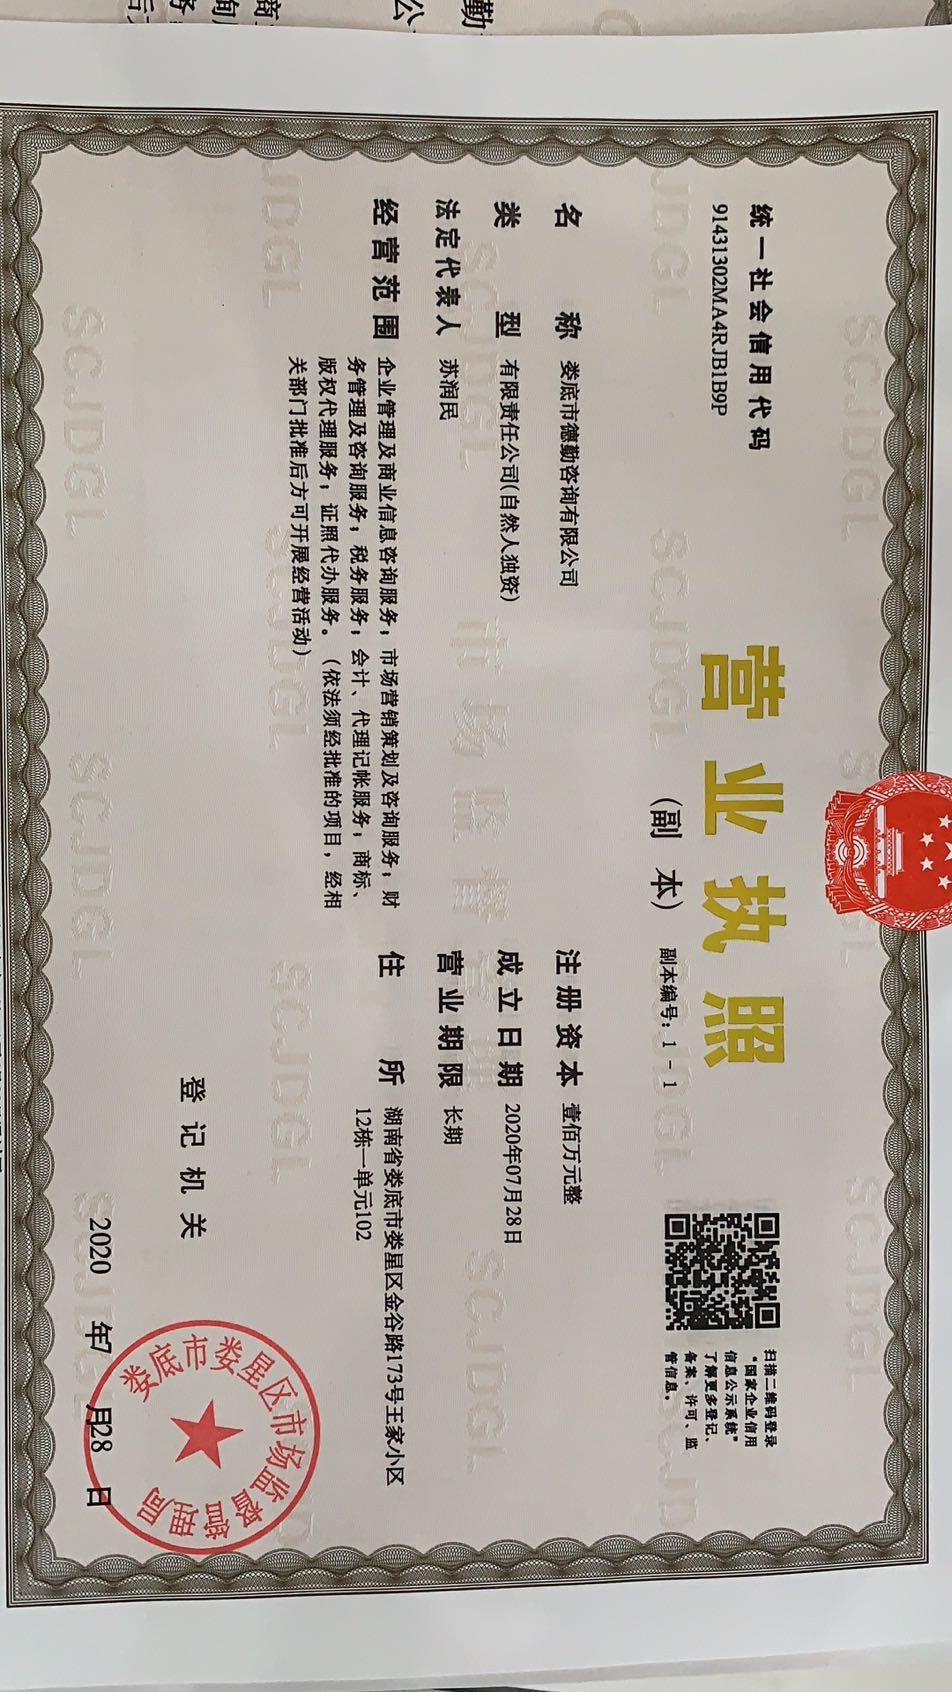 统一社会信用代码
91431302MA4RJB1B9P
营业执照
(副 本)
副本编号: 1 - 1
扫描二维码登录
“国家企业信用
信息公示系统”
了解更多登记、
备案、许可、监
管信息。
名 称 娄底市德勤咨询有限公司
类 型 有限责任公司(自然人独资)
法定代表人 苏润民
经营范围 企业管理及商业信息咨询服务；市场营销策划及咨询服务；财
务管理及咨询服务；税务服务；会计、代理记帐服务；商标、
版权代理服务；证照代办服务。（依法须经批准的项目，经相
关部门批准后方可开展经营活动）
注册资本 壹佰万元整
成立日期 2020年07月28日
营业期限 长期
住 所 湖南省娄底市娄星区金谷路173号王家小区
12栋一单元102
登记机关
娄底市娄星区市场监督管理局
2020 年7 月28 日
SCJDGL
市场监督管理